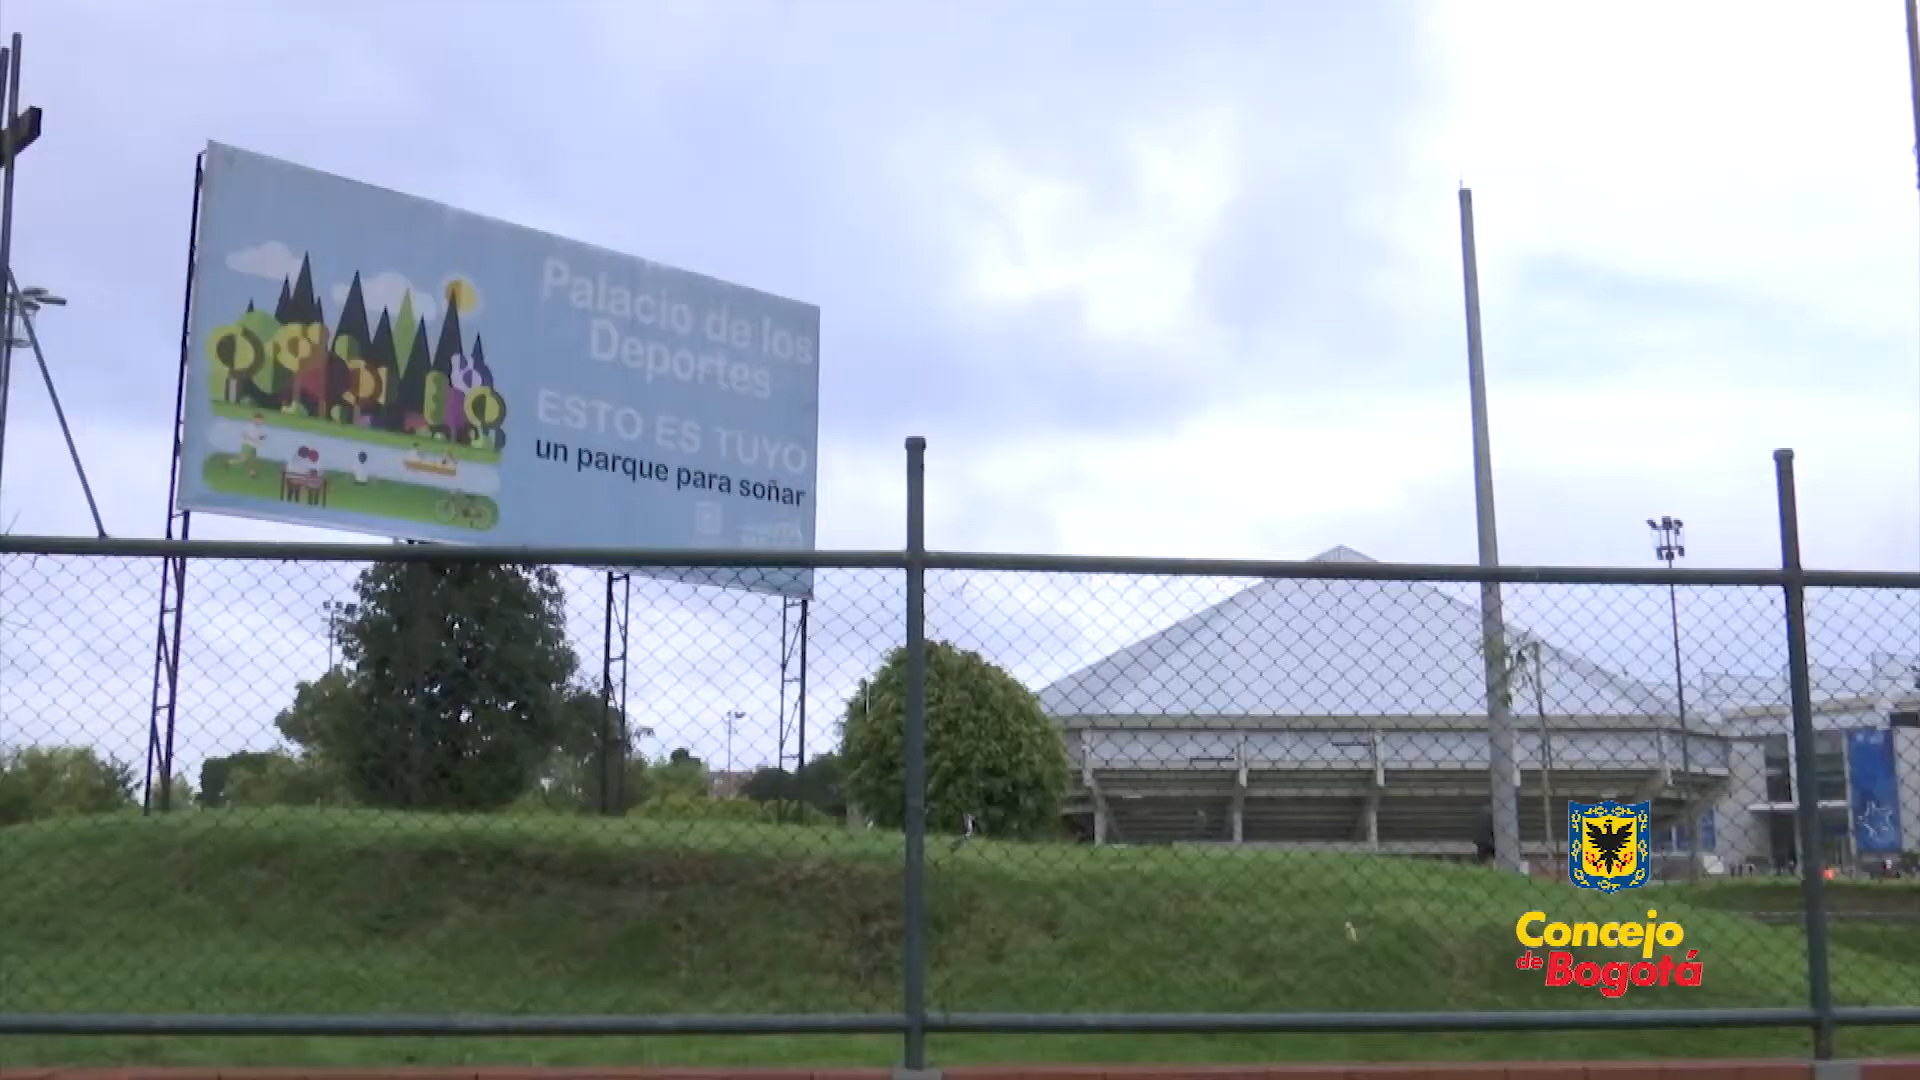 Palacio de los
Deportes
ESTO ES TUYO
un parque para soñar
Concejo
de Bogotá